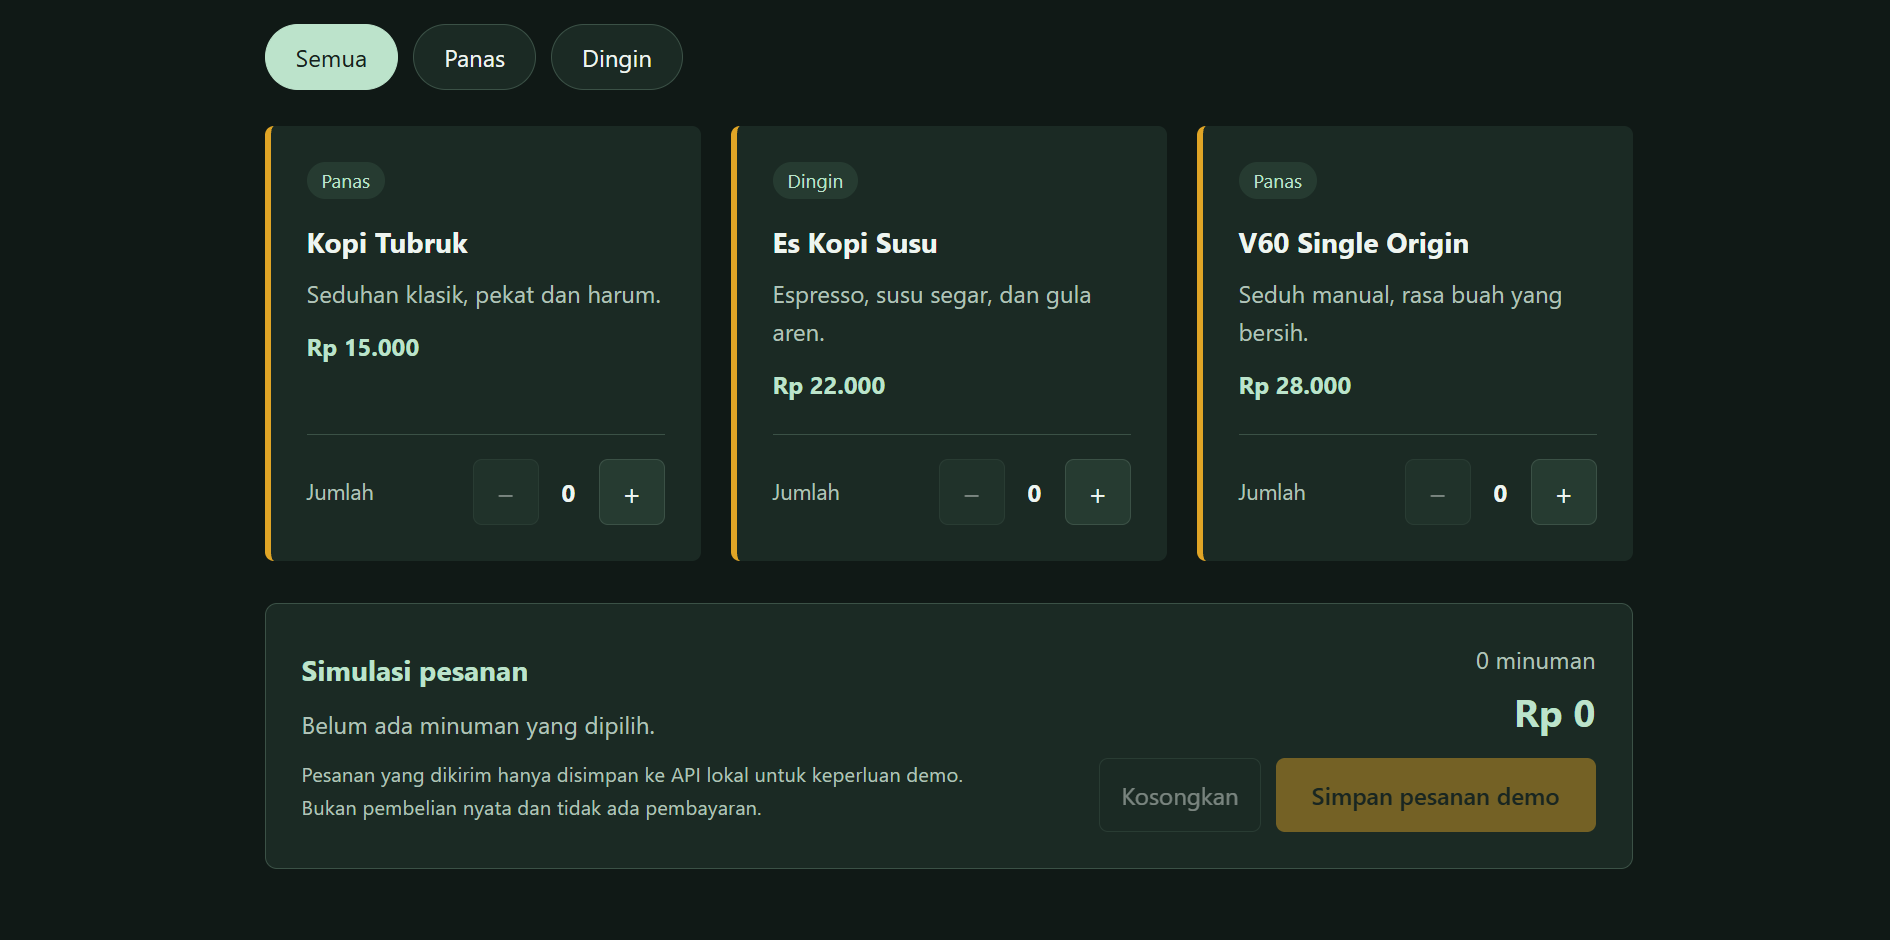 Semua
Panas
Dingin
Panas
Kopi Tubruk
Seduhan klasik, pekat dan harum.
Rp 15.000
Jumlah
− 0 +
Dingin
Es Kopi Susu
Espresso, susu segar, dan gula
aren.
Rp 22.000
Jumlah
− 0 +
Panas
V60 Single Origin
Seduh manual, rasa buah yang
bersih.
Rp 28.000
Jumlah
− 0 +
Simulasi pesanan
Belum ada minuman yang dipilih.
Pesanan yang dikirim hanya disimpan ke API lokal untuk keperluan demo.
Bukan pembelian nyata dan tidak ada pembayaran.
0 minuman
Rp 0
Kosongkan
Simpan pesanan demo